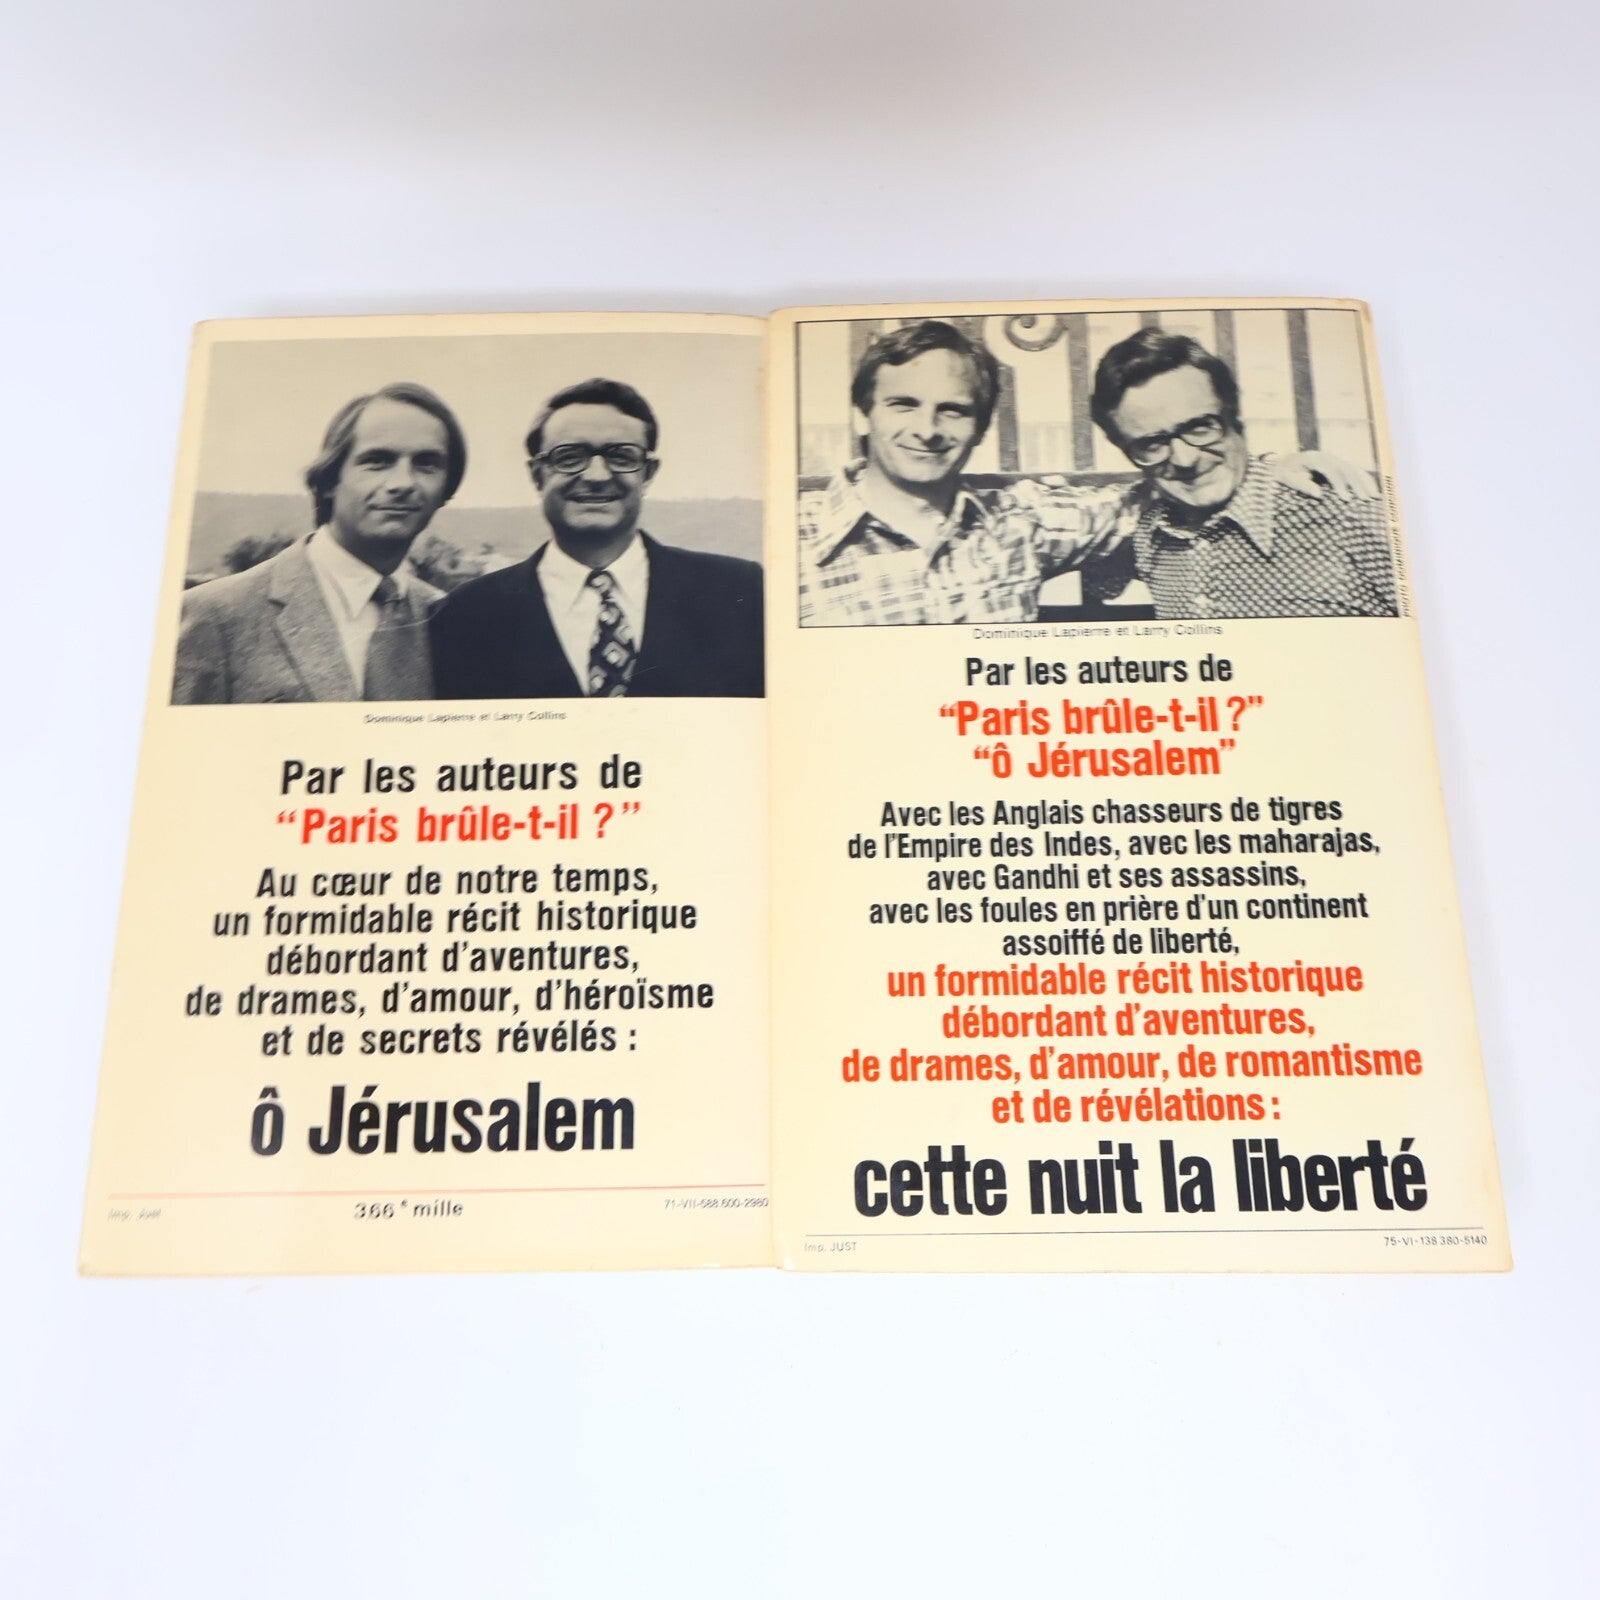 Dominique Lapierre et Larry Collins
Par les auteurs de
“Paris brûle-t-il ?”
Au cœur de notre temps,
un formidable récit historique
débordant d’aventures,
de drames, d’amour, d’héroïsme
et de secrets révélés :
ô Jérusalem
366e mille
71-VII-588.600-2980
Dominique Lapierre et Larry Collins
Par les auteurs de
“Paris brûle-t-il ?”
“ô Jérusalem”
Avec les Anglais chasseurs de tigres
de l’Empire des Indes, avec les maharajas,
avec Gandhi et ses assassins,
avec les foules en prière d’un continent
assoiffé de liberté,
un formidable récit historique
débordant d’aventures,
de drames, d’amour, de romantisme
et de révélations :
cette nuit la liberté
Imp. JUST
75-VI-138 380-5140